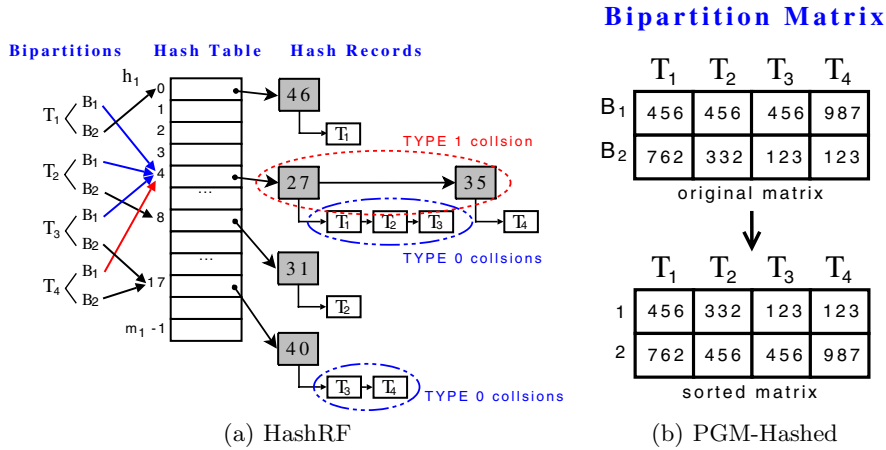 Bipartition Matrix
Bipartitions Hash Table Hash Records
h1
T1 B1 B2
T2 B1 B2
T3 B1 B2
T4 B1 B2
0
1
2
3
4
...
8
...
17
m1 -1
46
T1
TYPE 1 collsion
27 35
T1 T2 T3 T4
TYPE 0 collisions
31
T2
40
T3 T4
TYPE 0 collsions
(a) HashRF
T1 T2 T3 T4
B1 456 456 456 987
B2 762 332 123 123
original matrix
T1 T2 T3 T4
1 456 332 123 123
2 762 456 456 987
sorted matrix
(b) PGM-Hashed